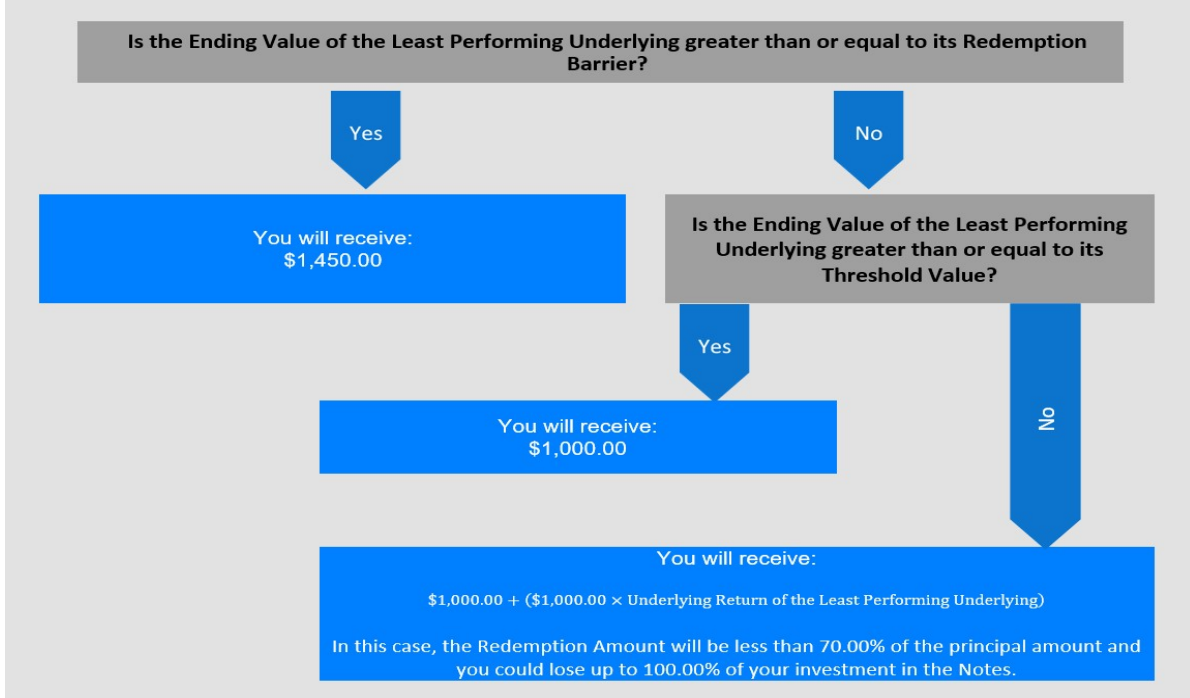 Is the Ending Value of the Least Performing Underlying greater than or equal to its Redemption
Barrier?
Yes
No
You will receive:
$1,450.00
Is the Ending Value of the Least Performing
Underlying greater than or equal to its
Threshold Value?
Yes
No
You will receive:
$1,000.00
You will receive:
$1,000.00 + ($1,000.00 × Underlying Return of the Least Performing Underlying)
In this case, the Redemption Amount will be less than 70.00% of the principal amount and
you could lose up to 100.00% of your investment in the Notes.